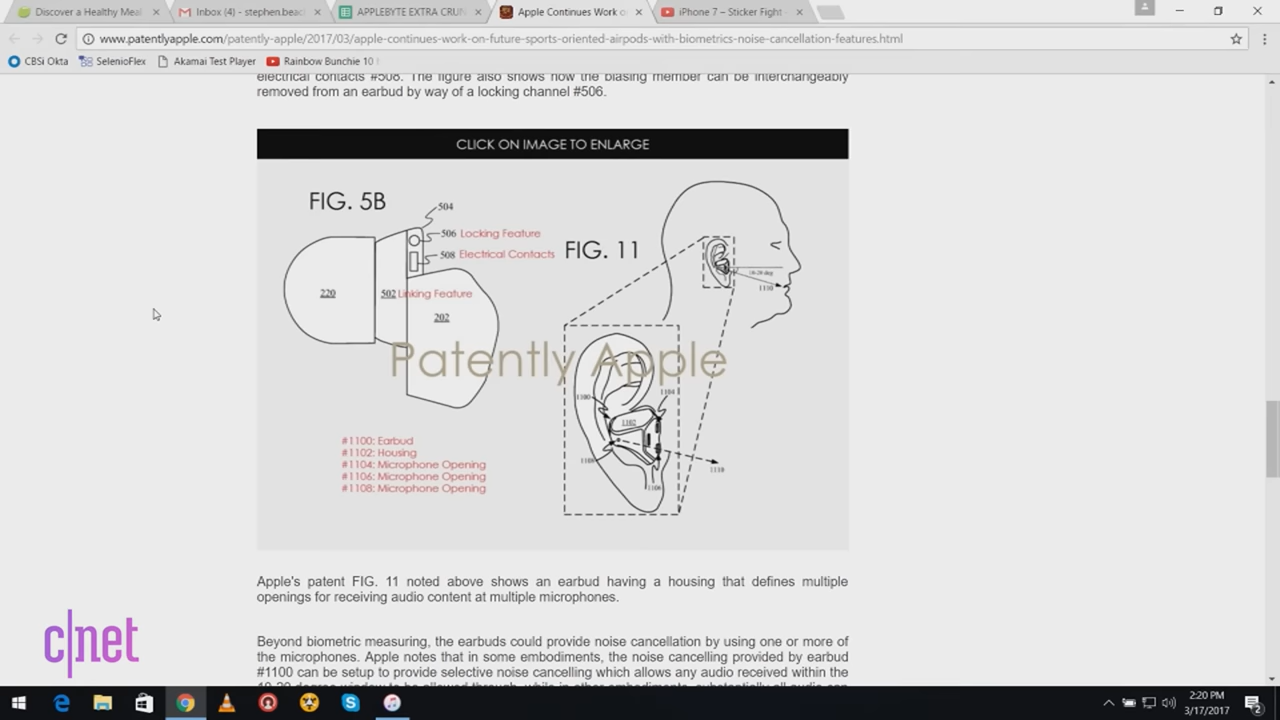 Discover a Healthy Meal
Inbox (4) - stephen.beac
APPLEBYTE EXTRA CRUN
Apple Continues Work o
iPhone 7 – Sticker Fight -
www.patentlyapple.com/patently-apple/2017/03/apple-continues-work-on-future-sports-oriented-airpods-with-biometrics-noise-cancellation-features.html
CBSi Okta
SelenioFlex
Akamai Test Player
Rainbow Bunchie 10
electrical contacts #508. The figure also shows how the biasing member can be interchangeably
removed from an earbud by way of a locking channel #506.
CLICK ON IMAGE TO ENLARGE
FIG. 5B
504
506 Locking Feature
508 Electrical Contacts
220
502 Linking Feature
202
FIG. 11
1110
Patently Apple
1100
1104
1102
1108
1106
1110
#1100: Earbud
#1102: Housing
#1104: Microphone Opening
#1106: Microphone Opening
#1108: Microphone Opening
Apple's patent FIG. 11 noted above shows an earbud having a housing that defines multiple
openings for receiving audio content at multiple microphones.
Beyond biometric measuring, the earbuds could provide noise cancellation by using one or more of
the microphones. Apple notes that in some embodiments, the noise cancelling provided by earbud
#1100 can be setup to provide selective noise cancelling which allows any audio received within the
c|net
2:20 PM
3/17/2017
2